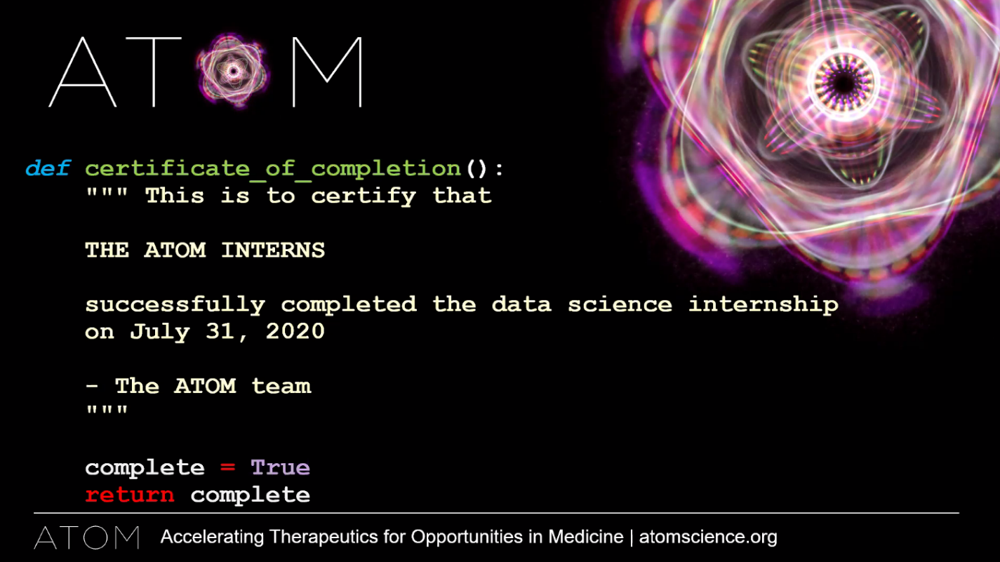 ATOM
def certificate_of_completion():
    """ This is to certify that
    THE ATOM INTERNS
    successfully completed the data science internship
    on July 31, 2020
    - The ATOM team
    """
    complete = True
    return complete
ATOM Accelerating Therapeutics for Opportunities in Medicine | atomscience.org